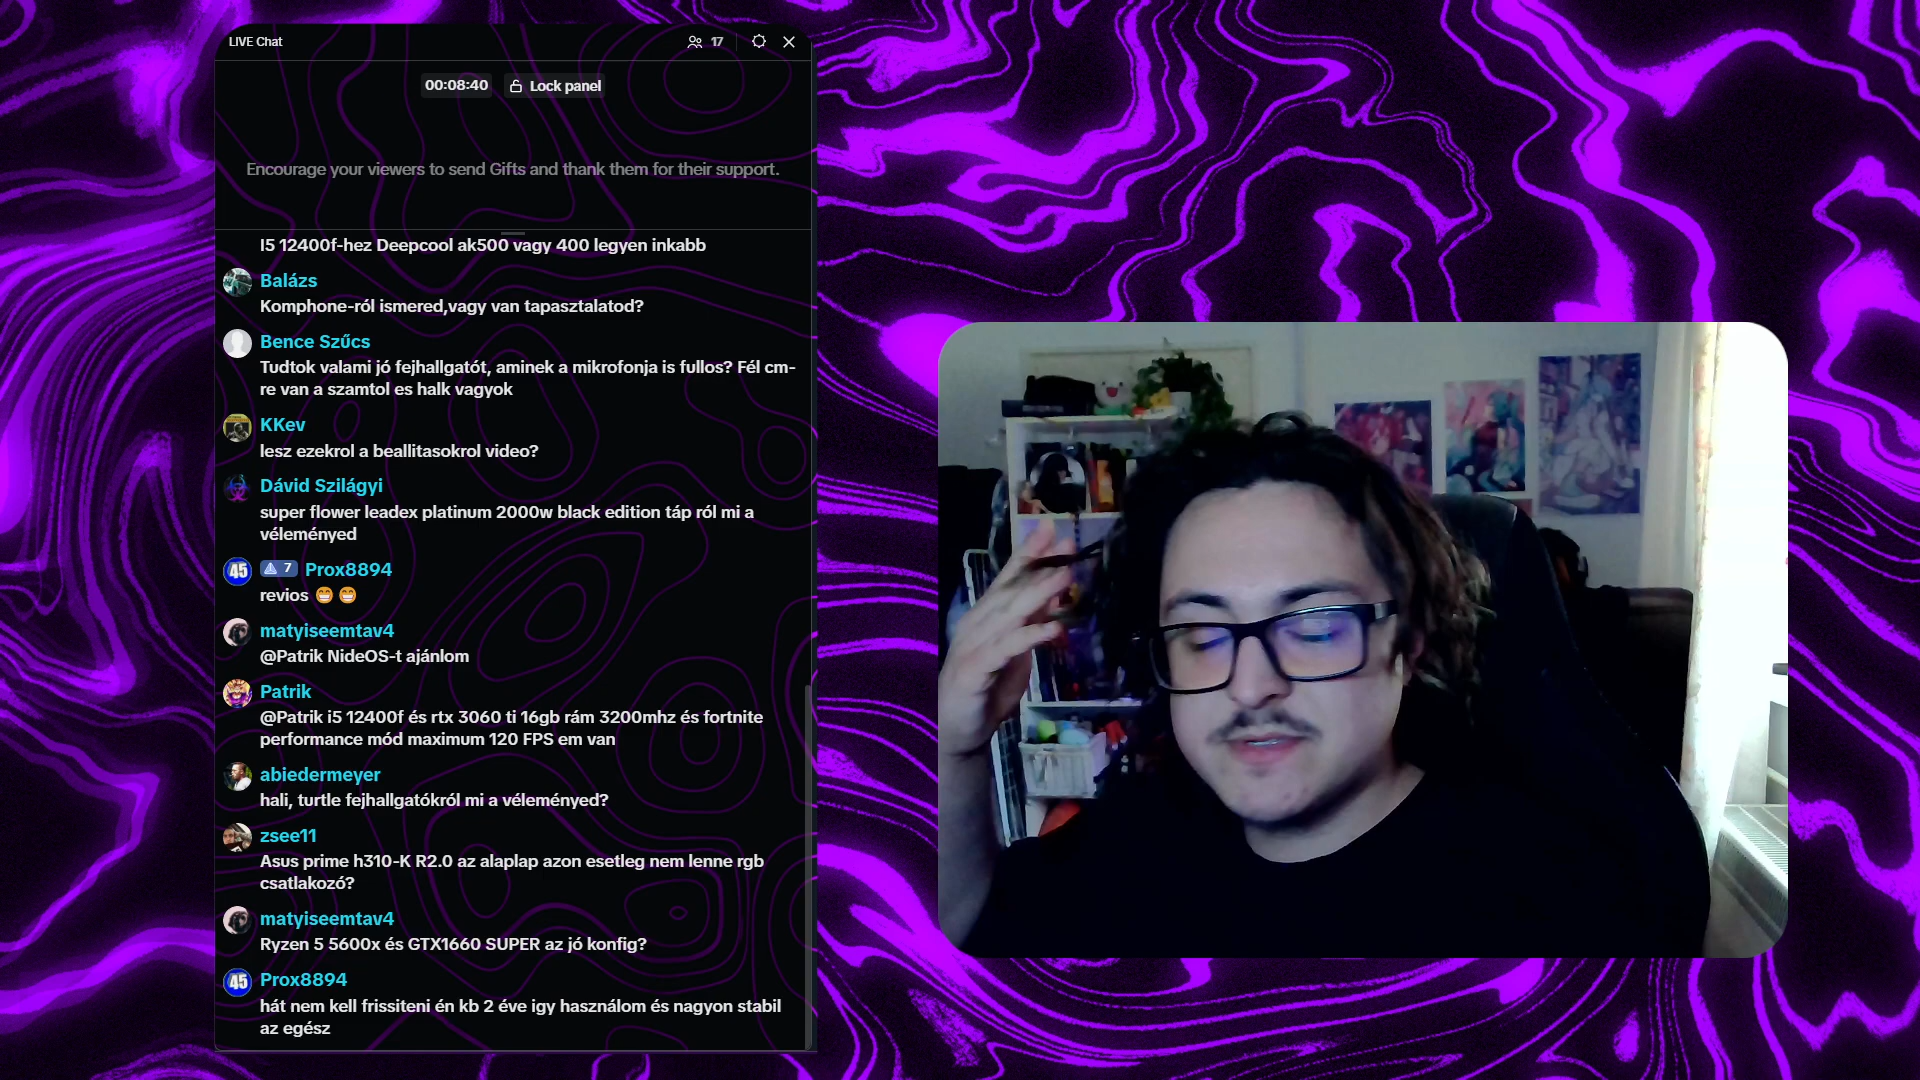 LIVE Chat
17
00:08:40
Lock panel
Encourage your viewers to send Gifts and thank them for their support.
I5 12400f-hez Deepcool ak500 vagy 400 legyen inkabb
Balázs
Komphone-ról ismered,vagy van tapasztalatod?
Bence Szűcs
Tudtok valami jó fejhallgatót, aminek a mikrofonja is fullos? Fél cm-
re van a szamtol es halk vagyok
KKev
lesz ezekrol a beallitasokrol video?
Dávid Szilágyi
super flower leadex platinum 2000w black edition táp ról mi a
véleményed
45
7 Prox8894
revios 😁 😁
matyiseemtav4
@Patrik NideOS-t ajánlom
Patrik
@Patrik i5 12400f és rtx 3060 ti 16gb rám 3200mhz és fortnite
performance mód maximum 120 FPS em van
abiedermeyer
hali, turtle fejhallgatókról mi a véleményed?
zsee11
Asus prime h310-K R2.0 az alaplap azon esetleg nem lenne rgb
csatlakozó?
matyiseemtav4
Ryzen 5 5600x és GTX1660 SUPER az jó konfig?
45
Prox8894
hát nem kell frissiteni én kb 2 éve igy használom és nagyon stabil
az egész